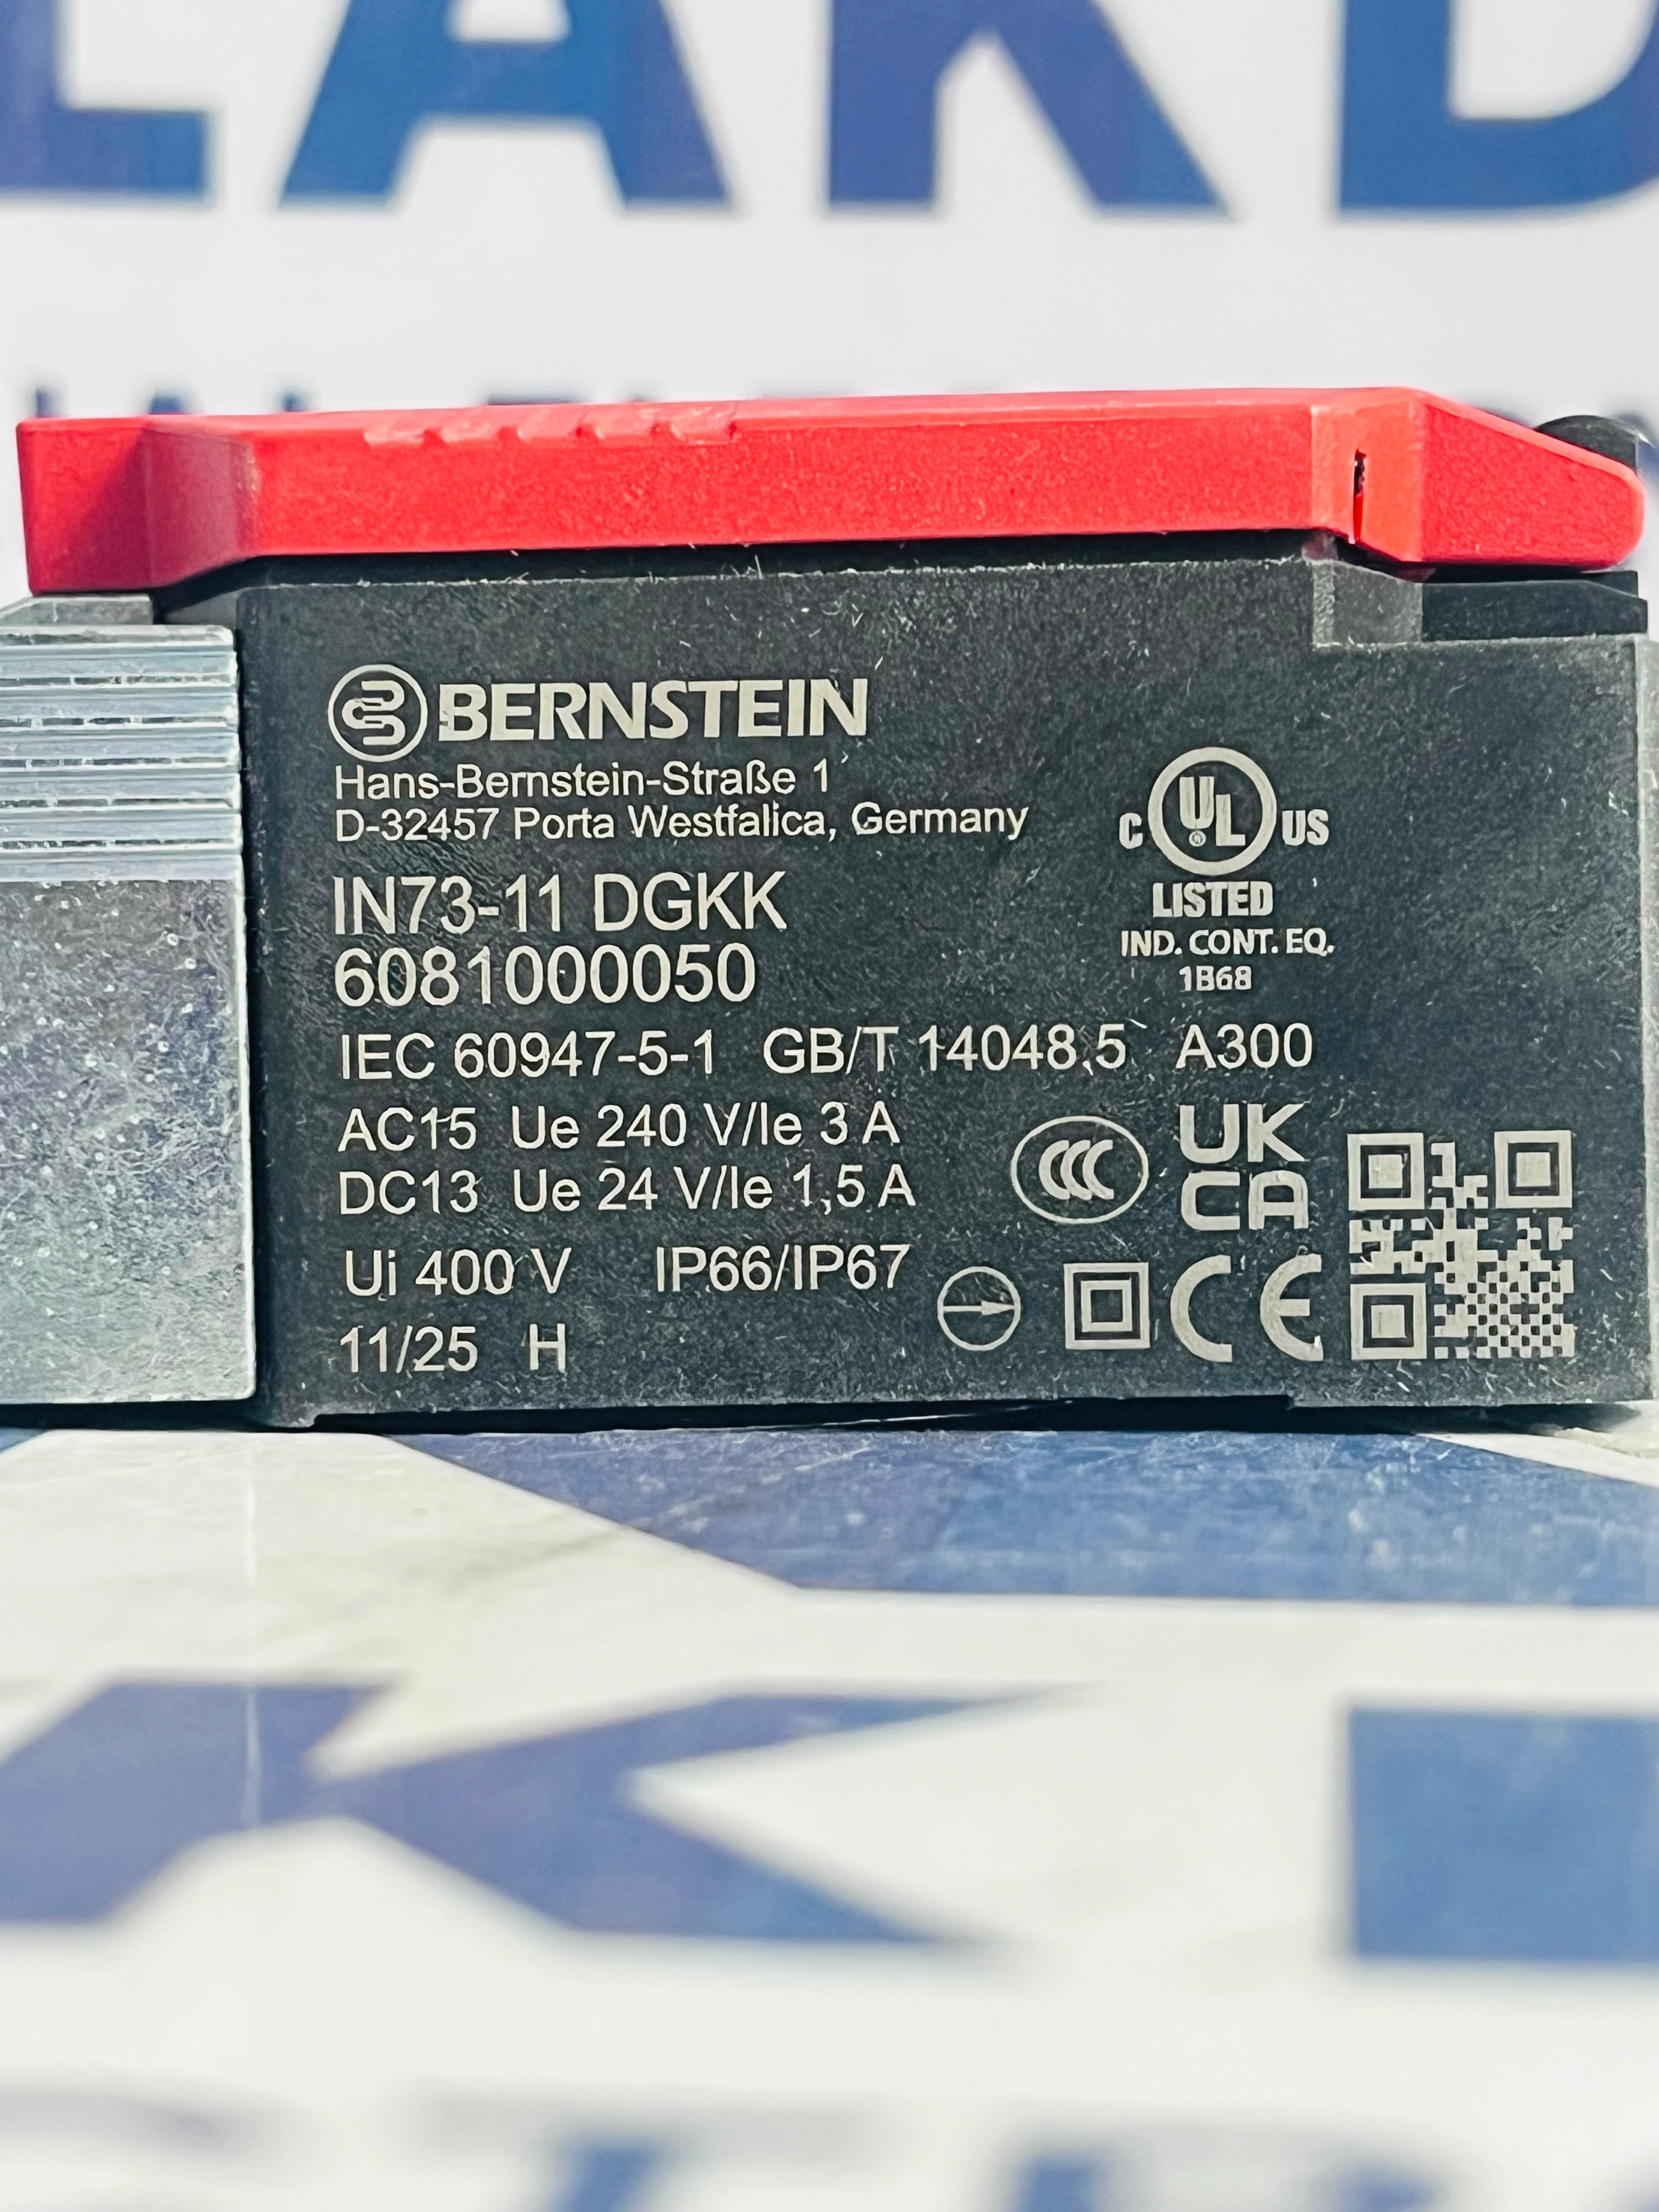 BERNSTEIN
Hans-Bernstein-Straße 1
D-32457 Porta Westfalica, Germany
IN73-11 DGKK
6081000050
C UL US
LISTED
IND. CONT. EQ.
1B68
IEC 60947-5-1 GB/T 14048.5 A300
AC15 Ue 240 V/Ie 3 A
DC13 Ue 24 V/Ie 1,5 A
CCC
UK
CA
Ui 400 V IP66/IP67
CE
11/25 H